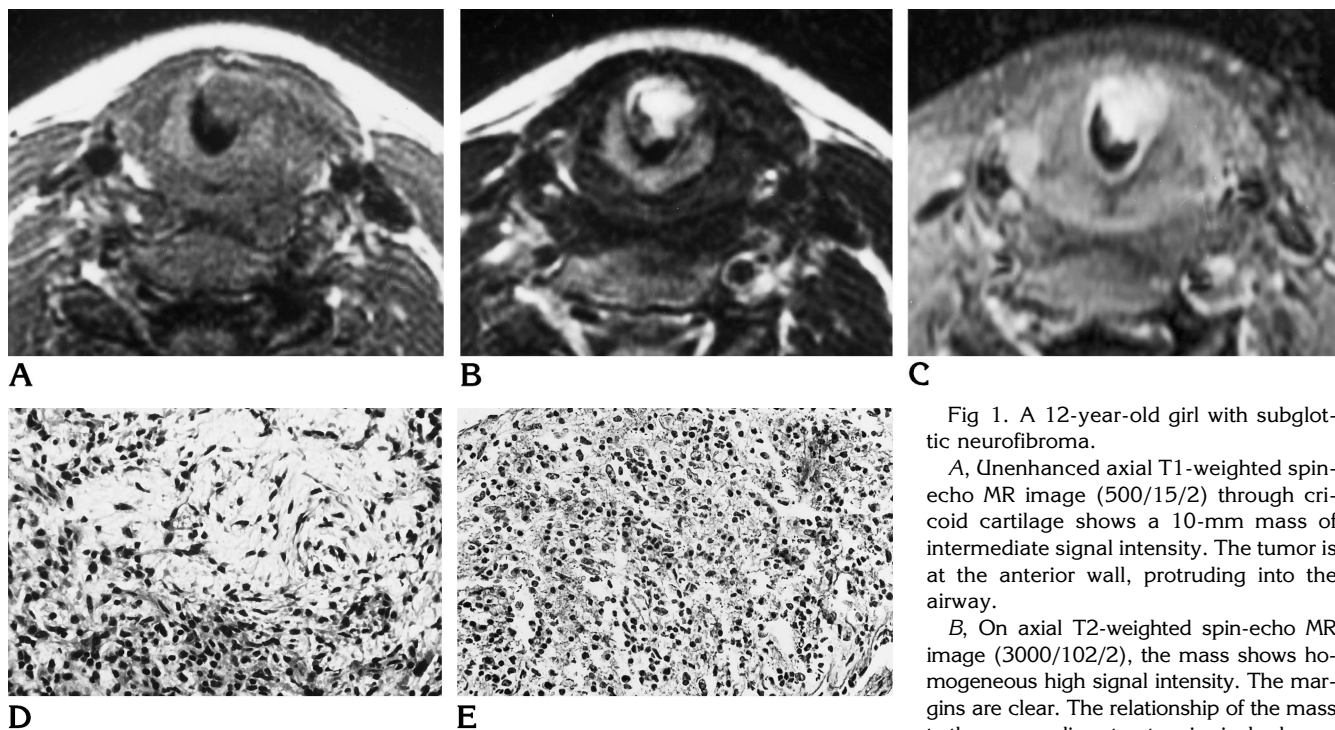 A
B
C
D
E
Fig 1. A 12-year-old girl with subglot-
tic neurofibroma.
A, Unenhanced axial T1-weighted spin-
echo MR image (500/15/2) through cri-
coid cartilage shows a 10-mm mass of
intermediate signal intensity. The tumor is
at the anterior wall, protruding into the
airway.
B, On axial T2-weighted spin-echo MR
image (3000/102/2), the mass shows ho-
mogeneous high signal intensity. The mar-
gins are clear. The relationship of the mass